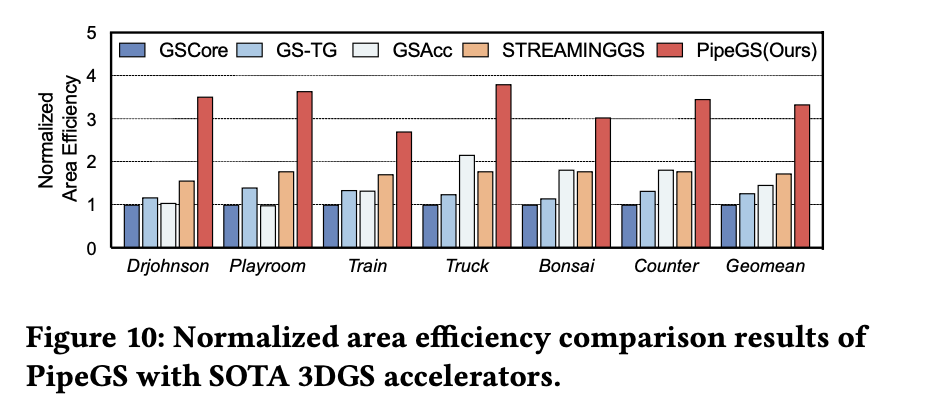 5
GSCore GS-TG GSAcc STREAMINGGS PipeGS(Ours)
4
3
2
1
0
Normalized
Area Efficiency
Drjohnson Playroom Train Truck Bonsai Counter Geomean
Figure 10: Normalized area efficiency comparison results of
PipeGS with SOTA 3DGS accelerators.